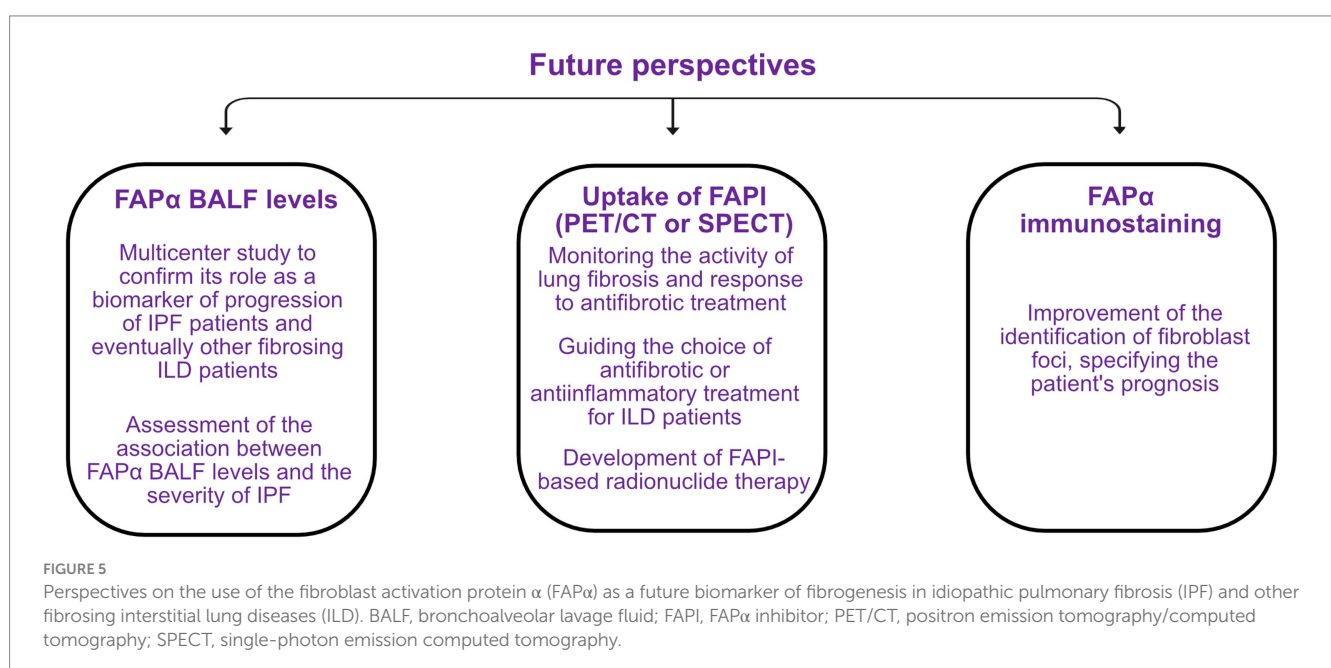 Future perspectives
FAPα BALF levels
Multicenter study to
confirm its role as a
biomarker of progression
of IPF patients and
eventually other fibrosing
ILD patients
Assessment of the
association between
FAPα BALF levels and the
severity of IPF
Uptake of FAPI
(PET/CT or SPECT)
Monitoring the activity of
lung fibrosis and response
to antifibrotic treatment
Guiding the choice of
antifibrotic or
antiinflammatory treatment
for ILD patients
Development of FAPI-
based radionuclide therapy
FAPα
immunostaining
Improvement of the
identification of fibroblast
foci, specifying the
patient's prognosis
FIGURE 5
Perspectives on the use of the fibroblast activation protein α (FAPα) as a future biomarker of fibrogenesis in idiopathic pulmonary fibrosis (IPF) and other
fibrosing interstitial lung diseases (ILD). BALF, bronchoalveolar lavage fluid; FAPI, FAPα inhibitor; PET/CT, positron emission tomography/computed
tomography; SPECT, single-photon emission computed tomography.